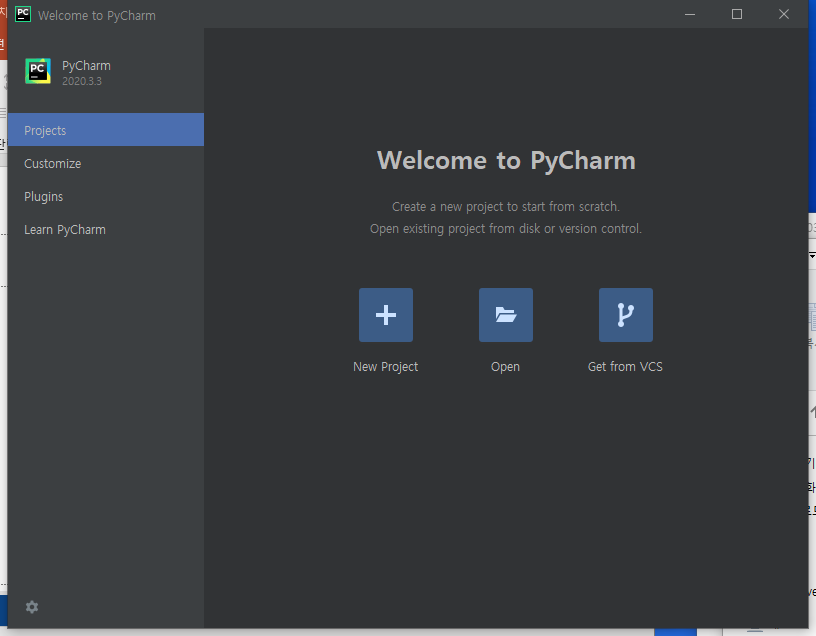 Welcome to PyCharm
PyCharm
2020.3.3
Projects
Customize
Plugins
Learn PyCharm
Welcome to PyCharm
Create a new project to start from scratch.
Open existing project from disk or version control.
New Project
Open
Get from VCS